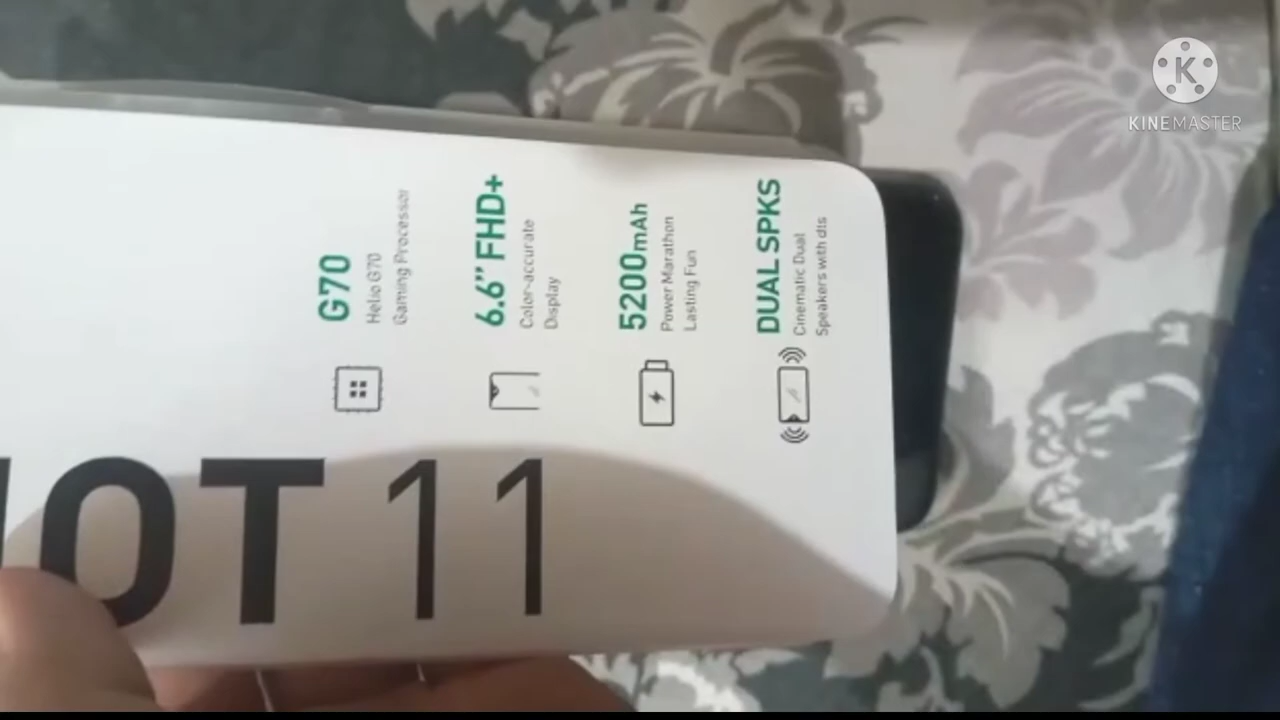 G70
Helio G70
Gaming Processor
6.6" FHD+
Color-accurate
Display
5200mAh
Power Marathon
Lasting Fun
DUAL SPKS
Cinematic Dual
Speakers with dts
OT 11
K
KINEMASTER